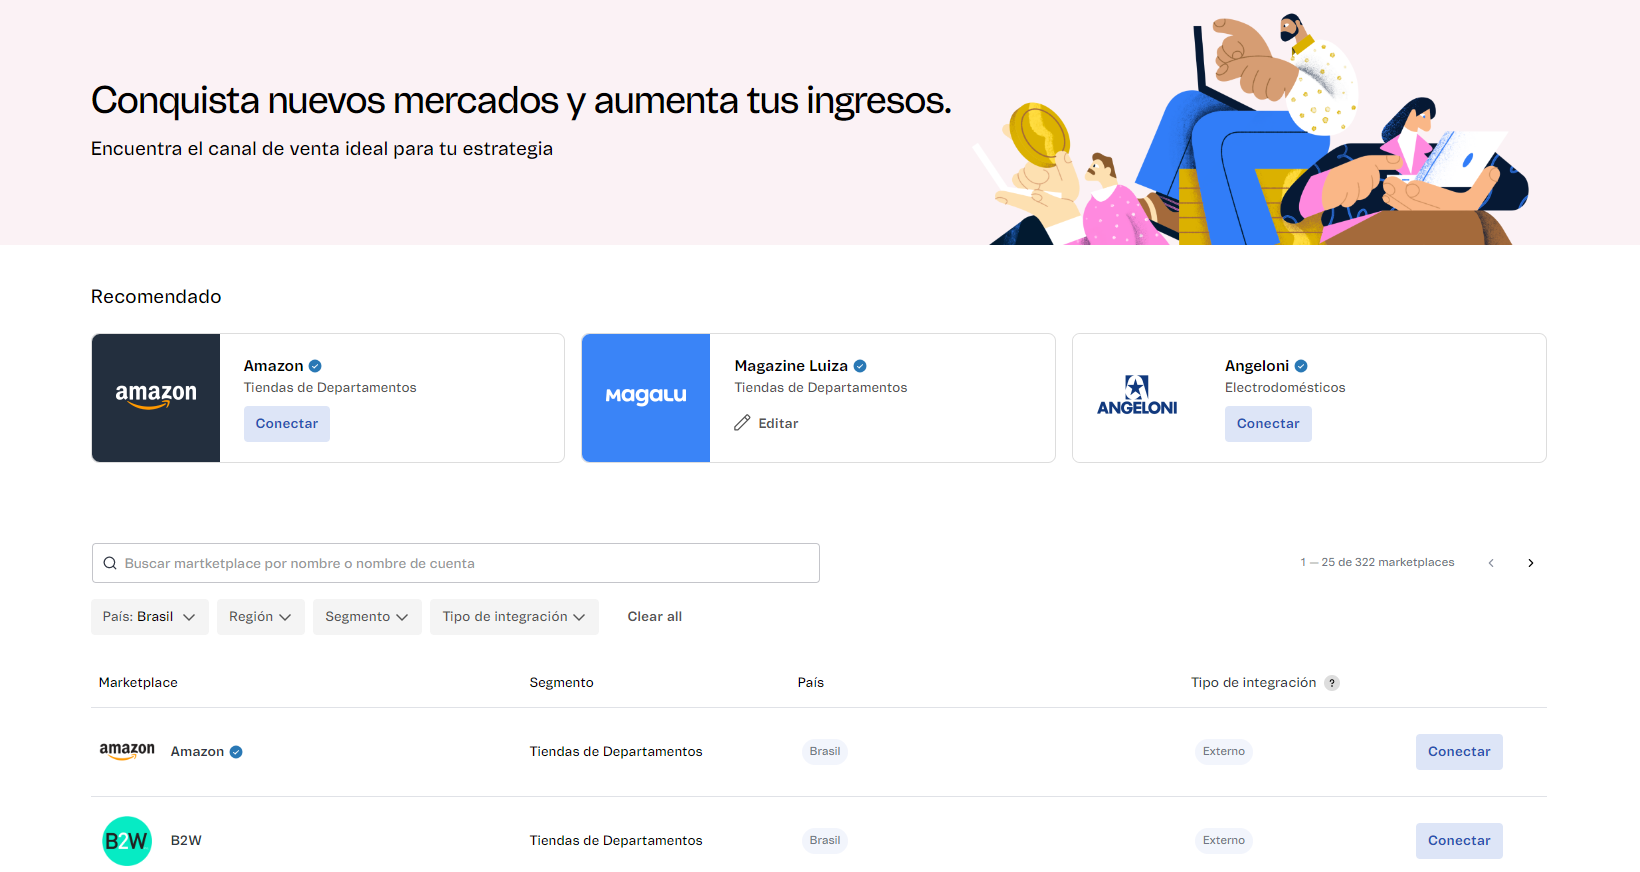 Conquista nuevos mercados y aumenta tus ingresos.
Encuentra el canal de venta ideal para tu estrategia
Recomendado
amazon
Amazon
Tiendas de Departamentos
Conectar
Magalu
Magazine Luiza
Tiendas de Departamentos
Editar
ANGELONI
Angeloni
Electrodomésticos
Conectar
Buscar martketplace por nombre o nombre de cuenta
1 — 25 de 322 marketplaces
País: Brasil Región Segmento Tipo de integración Clear all
Marketplace Segmento País Tipo de integración ?
amazon Amazon Tiendas de Departamentos Brasil Externo Conectar
B2W B2W Tiendas de Departamentos Brasil Externo Conectar